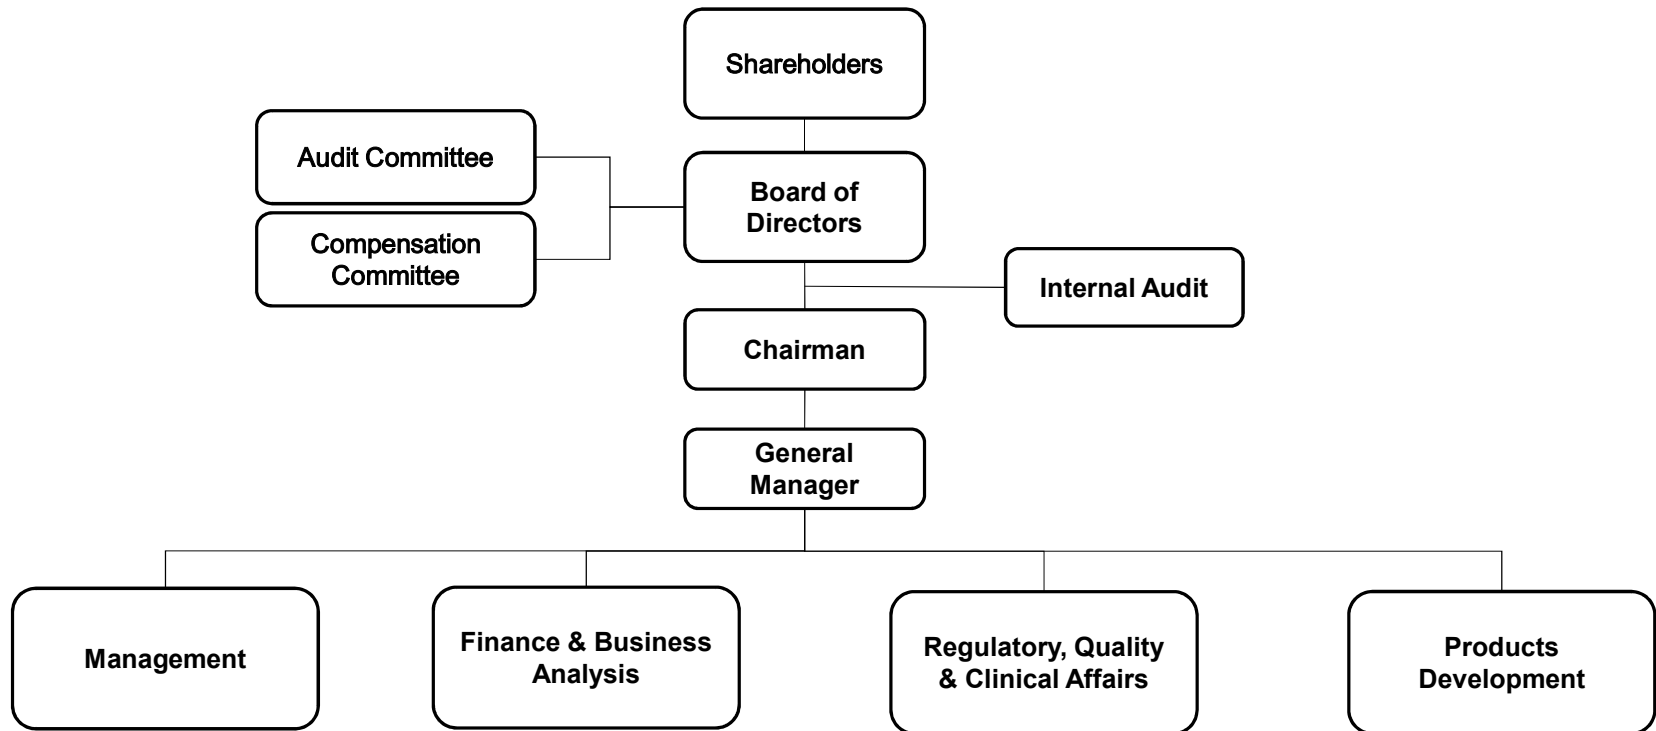 Shareholders
Audit Committee
Board of
Directors
Compensation
Committee
Internal Audit
Chairman
General
Manager
Management
Finance & Business
Analysis
Regulatory, Quality
& Clinical Affairs
Products
Development